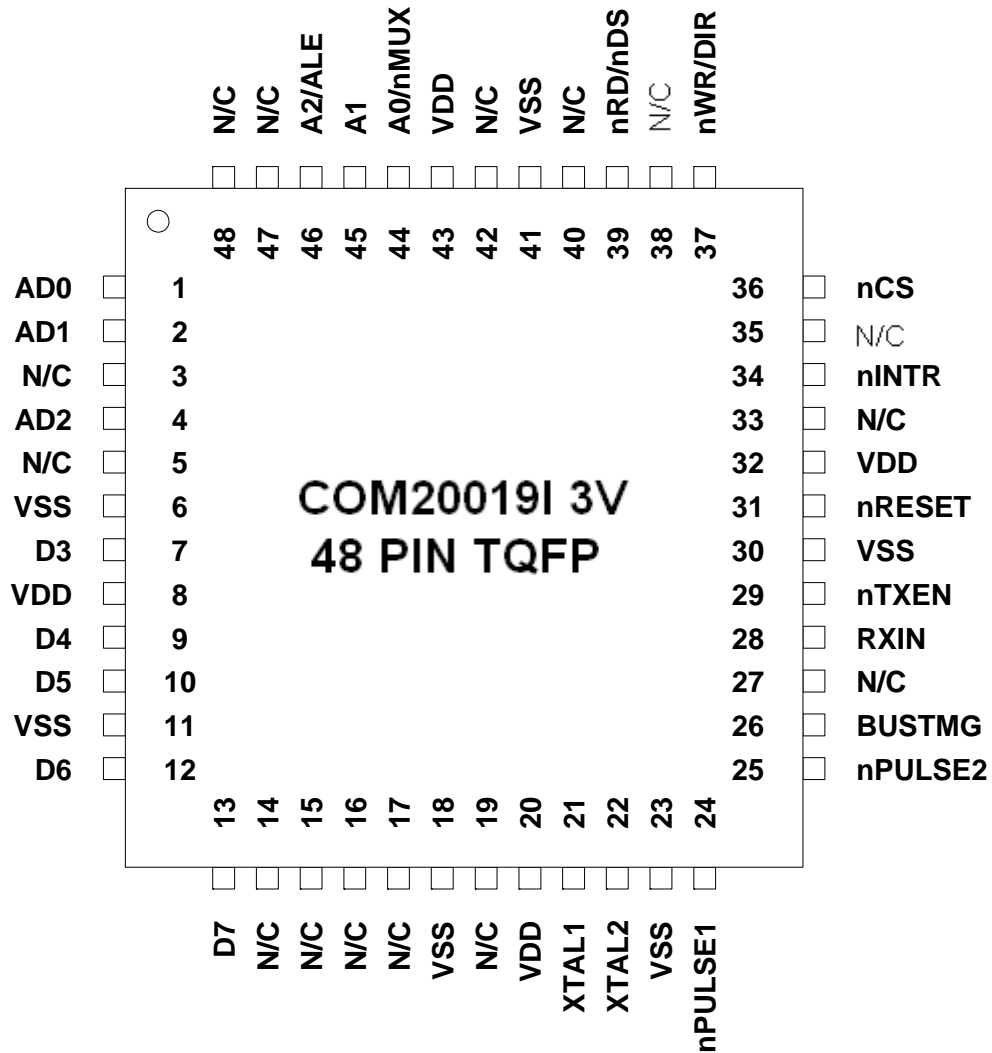 N/C
N/C
A2/ALE
A1
A0/nMUX
VDD
N/C
VSS
N/C
nRD/nDS
N/C
nWR/DIR
48 47 46 45 44 43 42 41 40 39 38 37
AD0 1 36 nCS
AD1 2 35 N/C
N/C 3 34 nINTR
AD2 4 33 N/C
N/C 5 32 VDD
VSS 6 31 nRESET
D3 7 30 VSS
VDD 8 29 nTXEN
D4 9 28 RXIN
D5 10 27 N/C
VSS 11 26 BUSTMG
D6 12 25 nPULSE2
COM20019I 3V
48 PIN TQFP
13 14 15 16 17 18 19 20 21 22 23 24
D7
N/C
N/C
N/C
N/C
VSS
N/C
VDD
XTAL1
XTAL2
VSS
nPULSE1